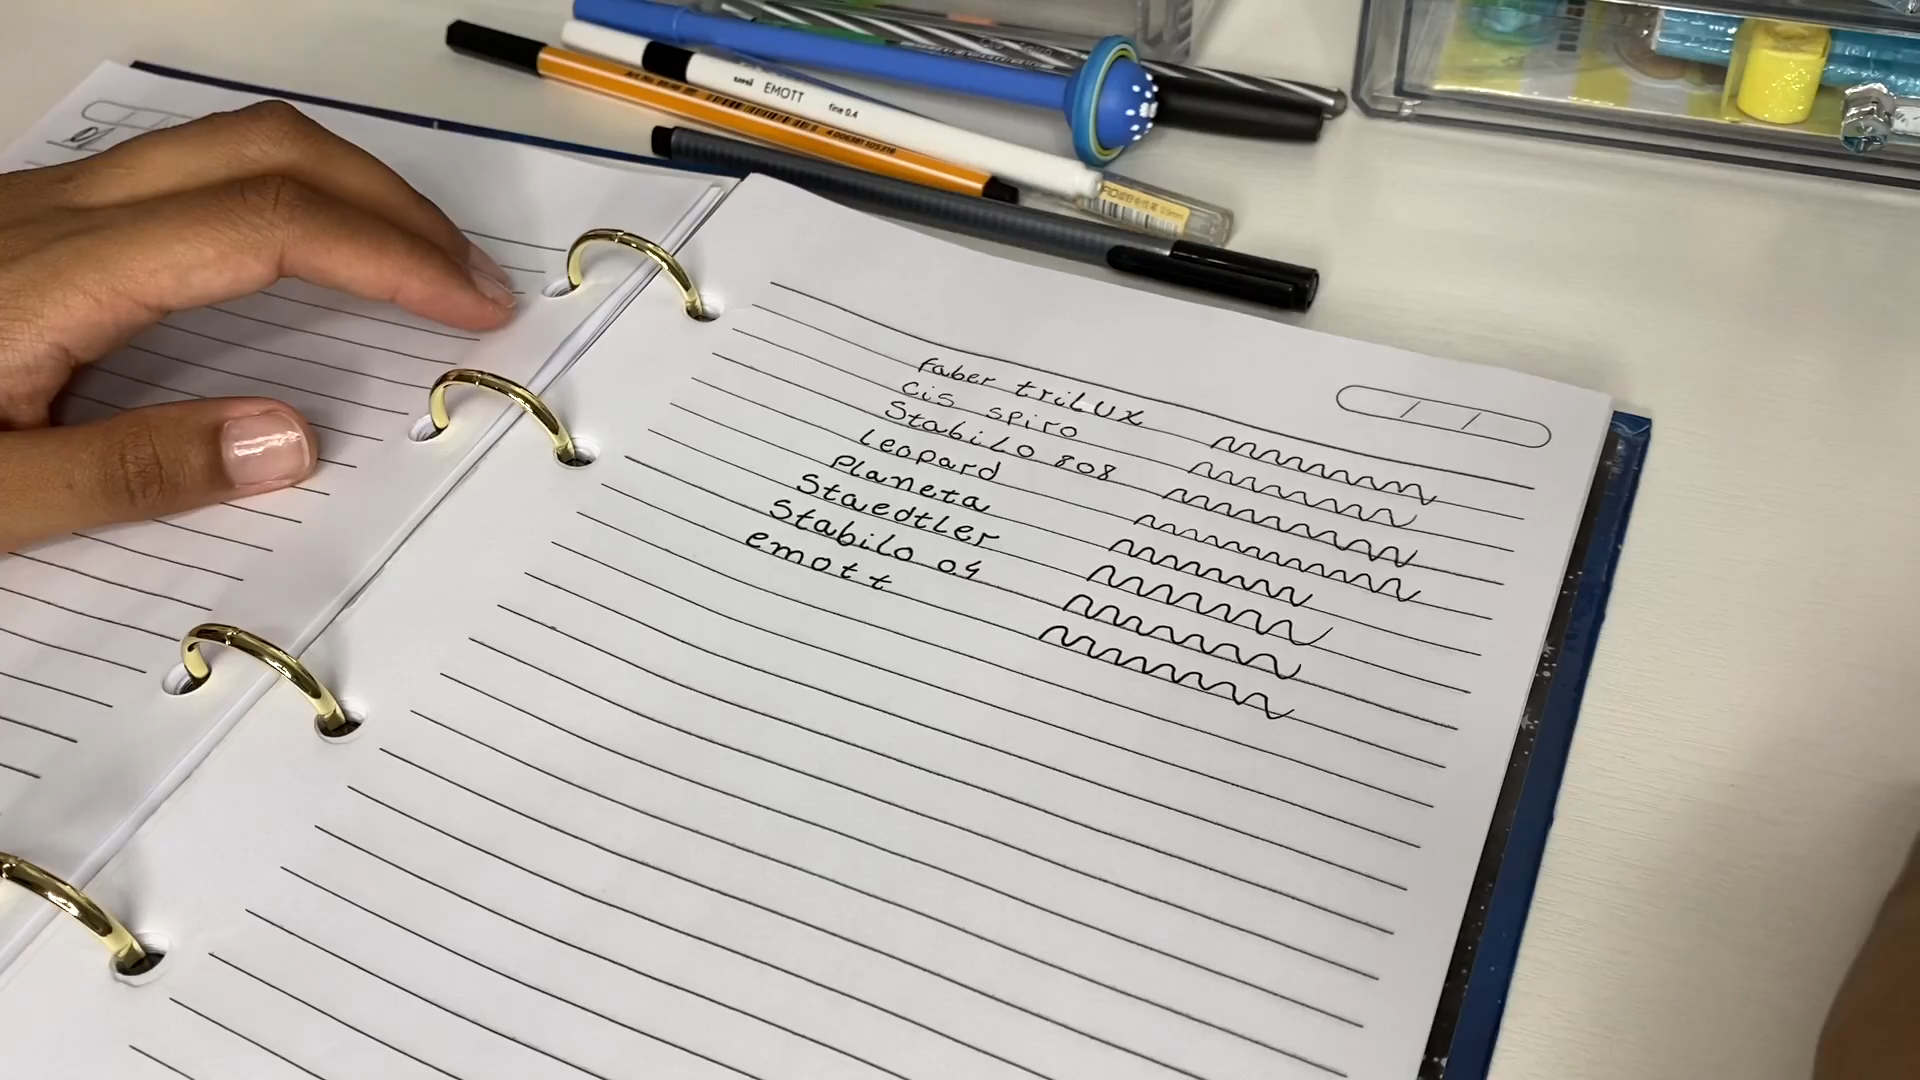 faber trilux
cis spiro
Stabilo 808
leopard
planeta
Staedtler
Stabilo 04
emott
uni EMOTT fine 0.4